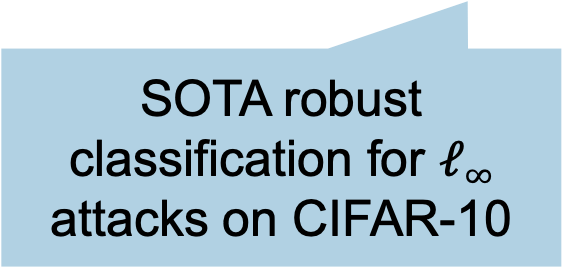 SOTA robust
classification for ℓ∞
attacks on CIFAR-10